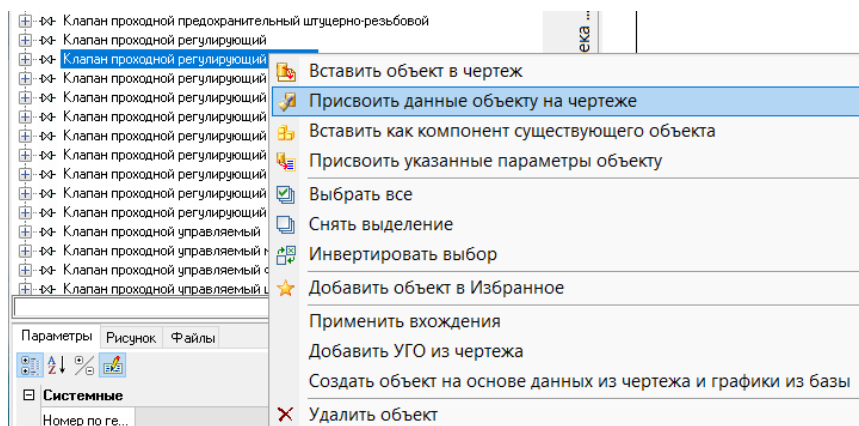 Клапан проходной предохранительный штуцерно-резьбовой
Клапан проходной регулирующий
Клапан проходной регулирующий
Клапан проходной регулирующий
Клапан проходной регулирующий
Клапан проходной регулирующий
Клапан проходной регулирующий
Клапан проходной регулирующий
Клапан проходной регулирующий
Клапан проходной регулирующий
Клапан проходной регулирующий
Клапан проходной управляемый
Клапан проходной управляемый
Клапан проходной управляемый
Клапан проходной управляемый
ека ...
Вставить объект в чертеж
Присвоить данные объекту на чертеже
Вставить как компонент существующего объекта
Присвоить указанные параметры объекту
Выбрать все
Снять выделение
Инвертировать выбор
Добавить объект в Избранное
Применить вхождения
Добавить УГО из чертежа
Создать объект на основе данных из чертежа и графики из базы
Удалить объект
Параметры Рисунок Файлы
Системные
Номер по ге...